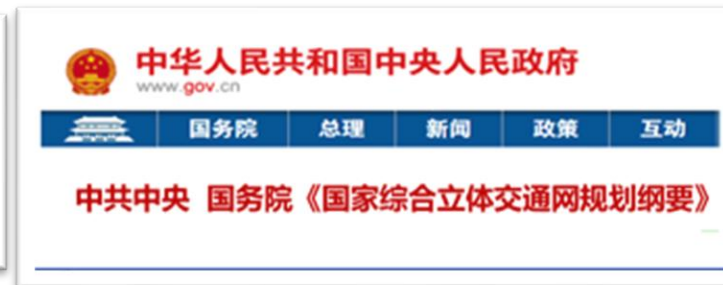 中华人民共和国中央人民政府
www.gov.cn
国务院 总理 新闻 政策 互动
中共中央 国务院《国家综合立体交通网规划纲要》